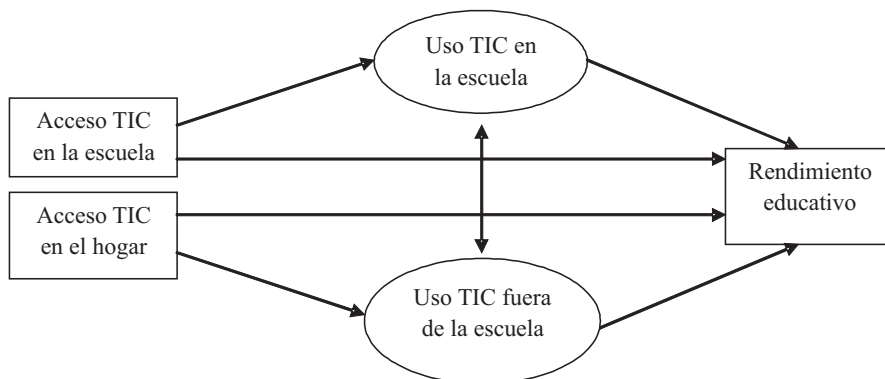 Uso TIC en
la escuela
Acceso TIC
en la escuela
Rendimiento
educativo
Acceso TIC
en el hogar
Uso TIC fuera
de la escuela